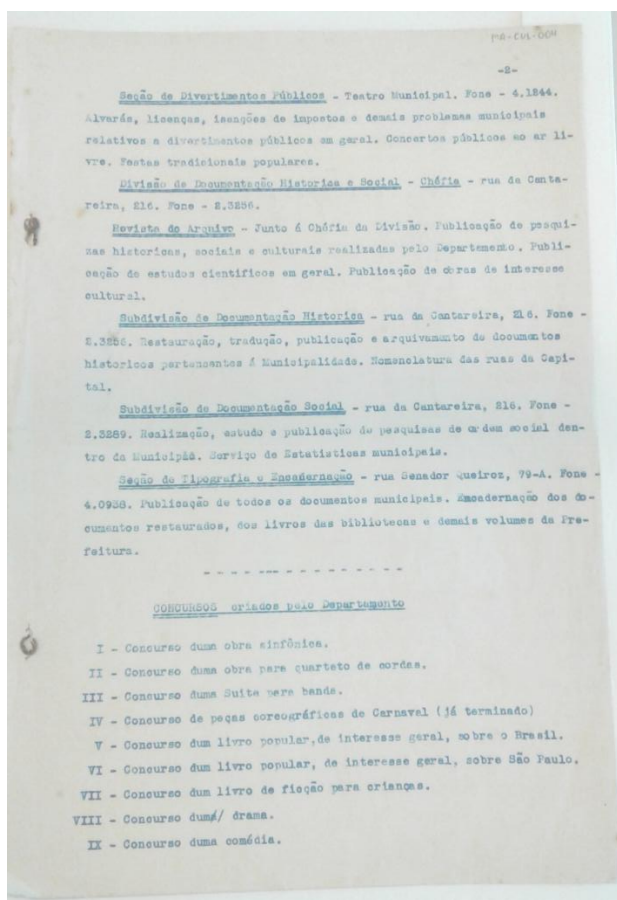 MA-CUL-004
-2-
Seção de Divertimentos Públicos - Teatro Municipal. Fone - 4.1244.
Alvarás, licenças, isenções de impostos e demais problemas municipais
relativos a divertimentos públicos em geral. Concertos públicos ao ar li-
vre. Festas tradicionais populares.
Divisão de Documentação Historica e Social - Chéfia - rua da Canta-
reira, 216. Fone - 2.3256.
Revista do Arquivo - Junto á Chéfia da Divisão. Publicação de pesqui-
zas historicas, sociais e culturais realizadas pelo Departamento. Publi-
cação de estudos cientificos em geral. Publicação de obras de interesse
cultural.
Subdivisão de Documentação Historica - rua da Cantareira, 216. Fone -
2.3256. Restauração, tradução, publicação e arquivamento de documentos
historicos pertencentes á Municipalidade. Nomenclatura das ruas da Capi-
tal.
Subdivisão de Documentação Social - rua da Cantareira, 216. Fone -
2.3289. Realização, estudo e publicação de pesquisas de ordem social den-
tro do Municipio. Serviço de Estatisticas municipais.
Seção de Tipografia e Encadernação - rua Senador Queiroz, 79-A. Fone -
4.0938. Publicação de todos os documentos municipais. Encadernação dos do-
cumentos restaurados, dos livros das bibliotecas e demais volumes da Pre-
feitura.
CONCURSOS criados pelo Departamento
I - Concurso duma obra sinfônica.
II - Concurso duma obra para quarteto de cordas.
III - Concurso duma Suite para banda.
IV - Concurso de peças coreográficas de Carnaval (já terminado)
V - Concurso dum livro popular,de interesse geral, sobre o Brasil.
VI - Concurso dum livro popular, de interesse geral, sobre São Paulo.
VII - Concurso dum livro de ficção para crianças.
VIII - Concurso dum drama.
IX - Concurso duma comédia.